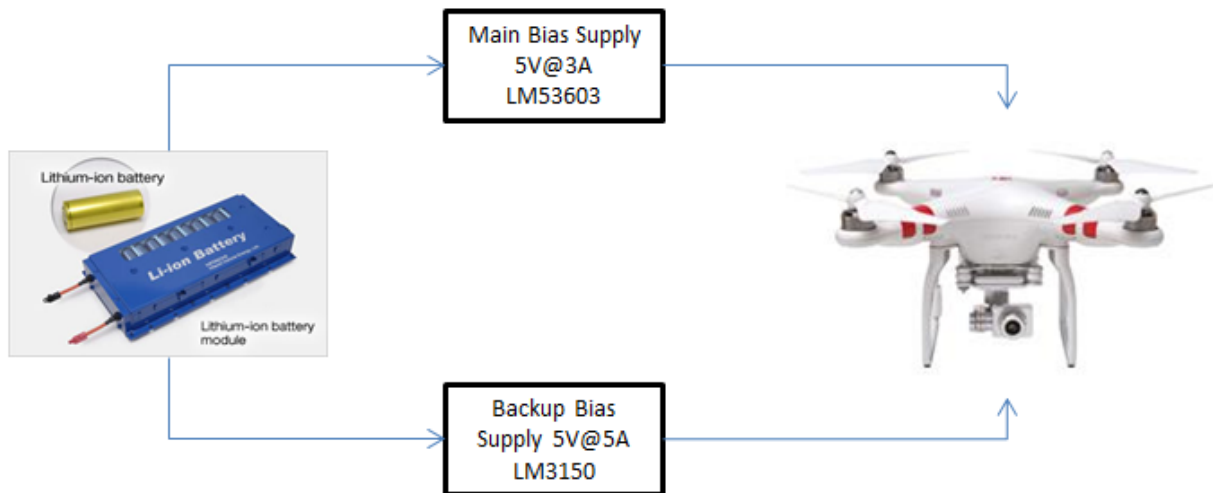 Main Bias Supply
5V@3A
LM53603
Lithium-ion battery
Li-ion Battery
Lithium-ion battery
module
Backup Bias
Supply 5V@5A
LM3150